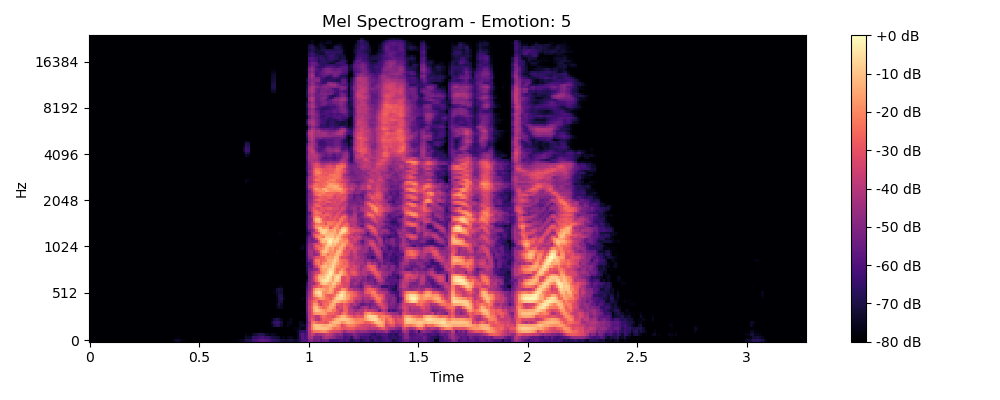 Mel Spectrogram - Emotion: 5
Hz
16384
8192
4096
2048
1024
512
0
0 0.5 1 1.5 2 2.5 3
Time
+0 dB
-10 dB
-20 dB
-30 dB
-40 dB
-50 dB
-60 dB
-70 dB
-80 dB